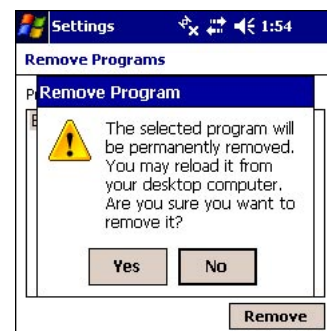 Settings 1:54
Remove Programs
Remove Program
The selected program will
be permanently removed.
You may reload it from
your desktop computer.
Are you sure you want to
remove it?
Yes No
Remove